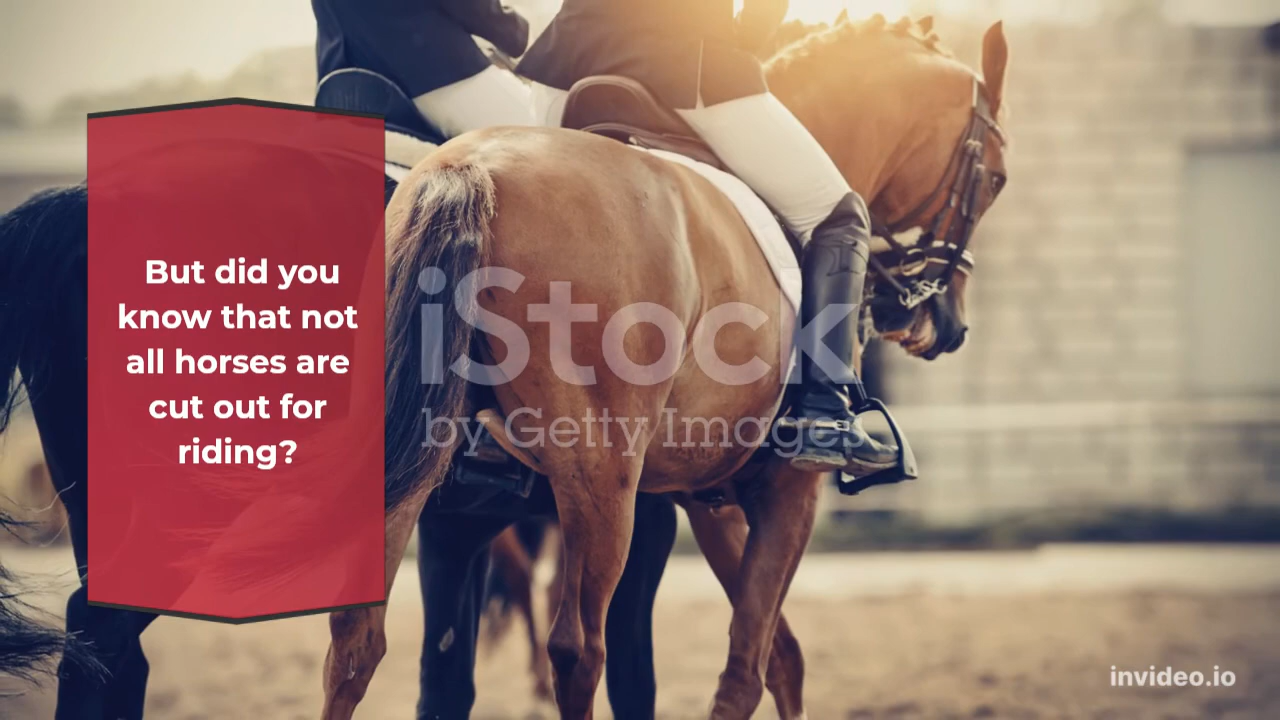 But did you
know that not
all horses are
cut out for
riding?
iStock
by Getty Images
invideo.io